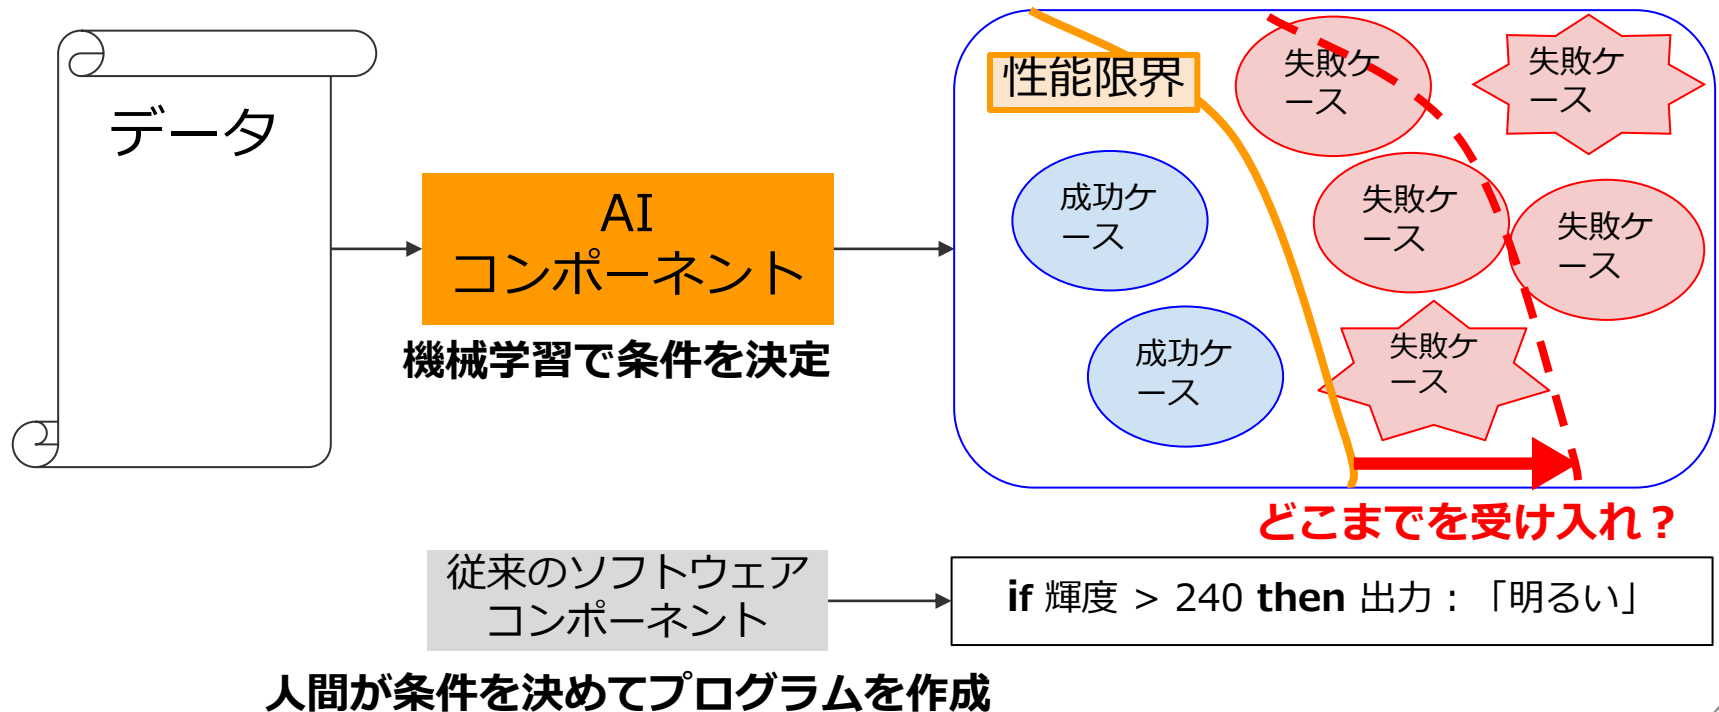 データ
AI
コンポーネント
機械学習で条件を決定
性能限界
成功ケ
ース
成功ケ
ース
失敗ケ
ース
失敗ケ
ース
失敗ケ
ース
失敗ケ
ース
失敗ケ
ース
どこまでを受け入れ？
従来のソフトウェア
コンポーネント
人間が条件を決めてプログラムを作成
if 輝度 > 240 then 出力：「明るい」